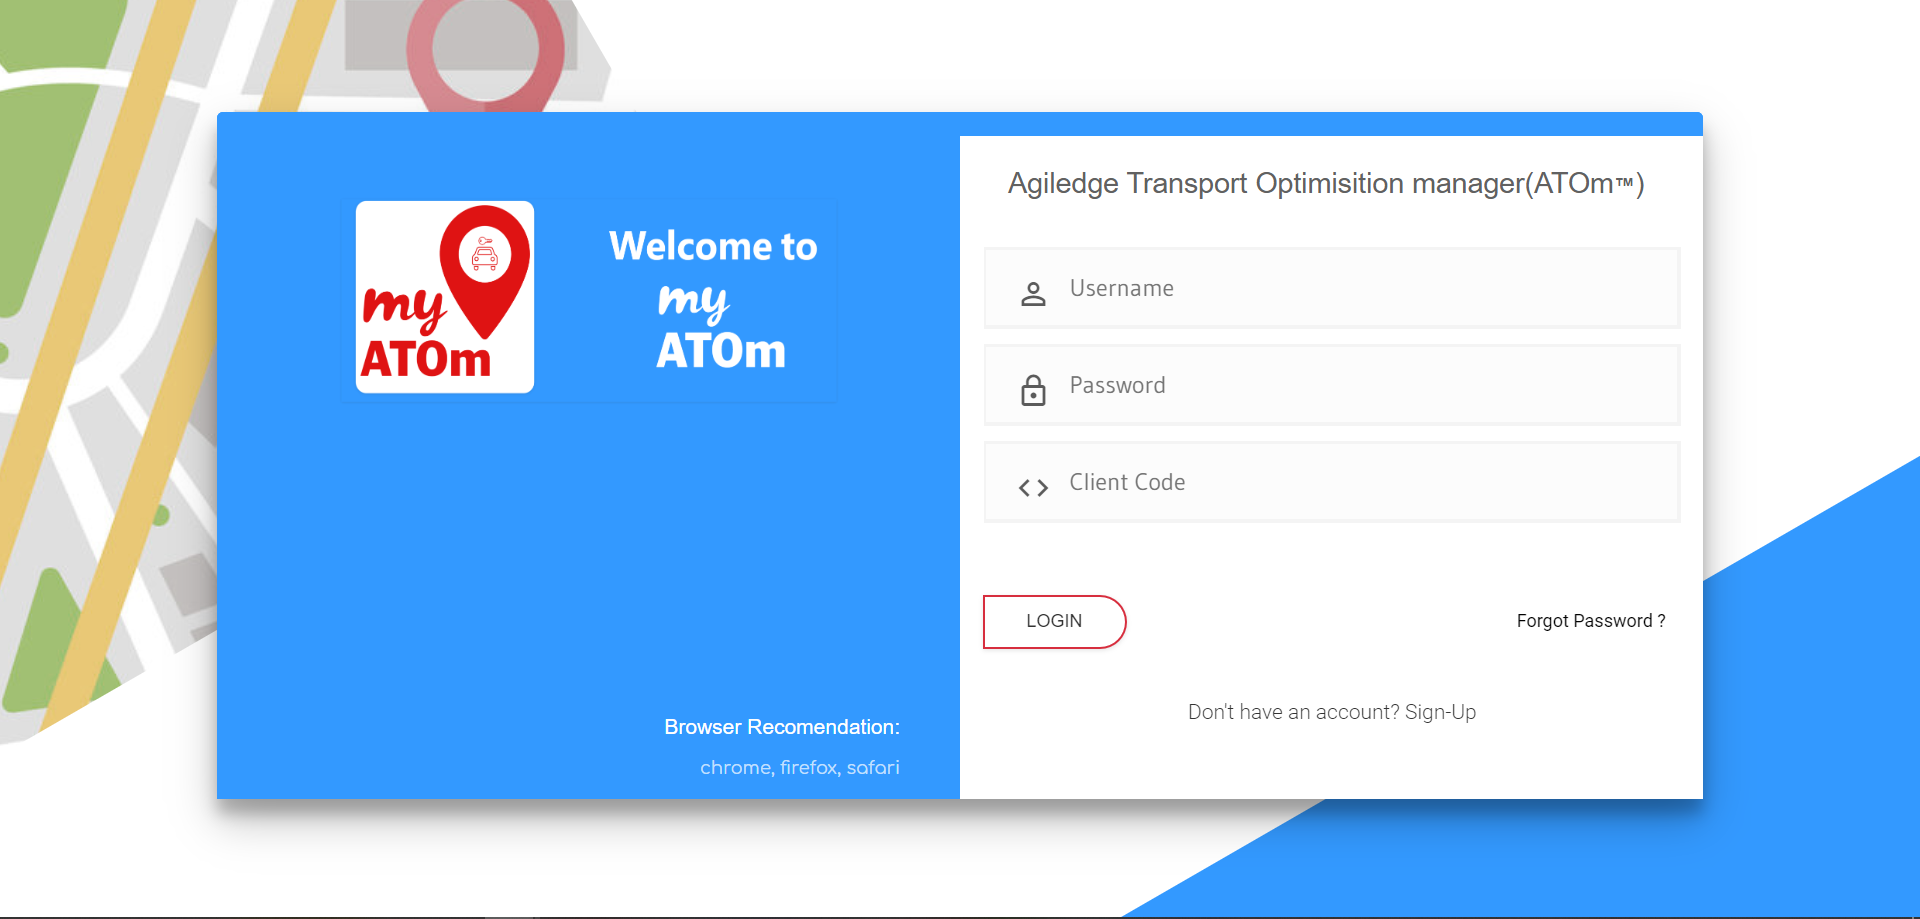 my
ATOm
Welcome to
my
ATOm
Browser Recomendation:
chrome, firefox, safari
Agiledge Transport Optimisition manager(ATOm™)
Username
Password
Client Code
LOGIN
Forgot Password ?
Don't have an account? Sign-Up